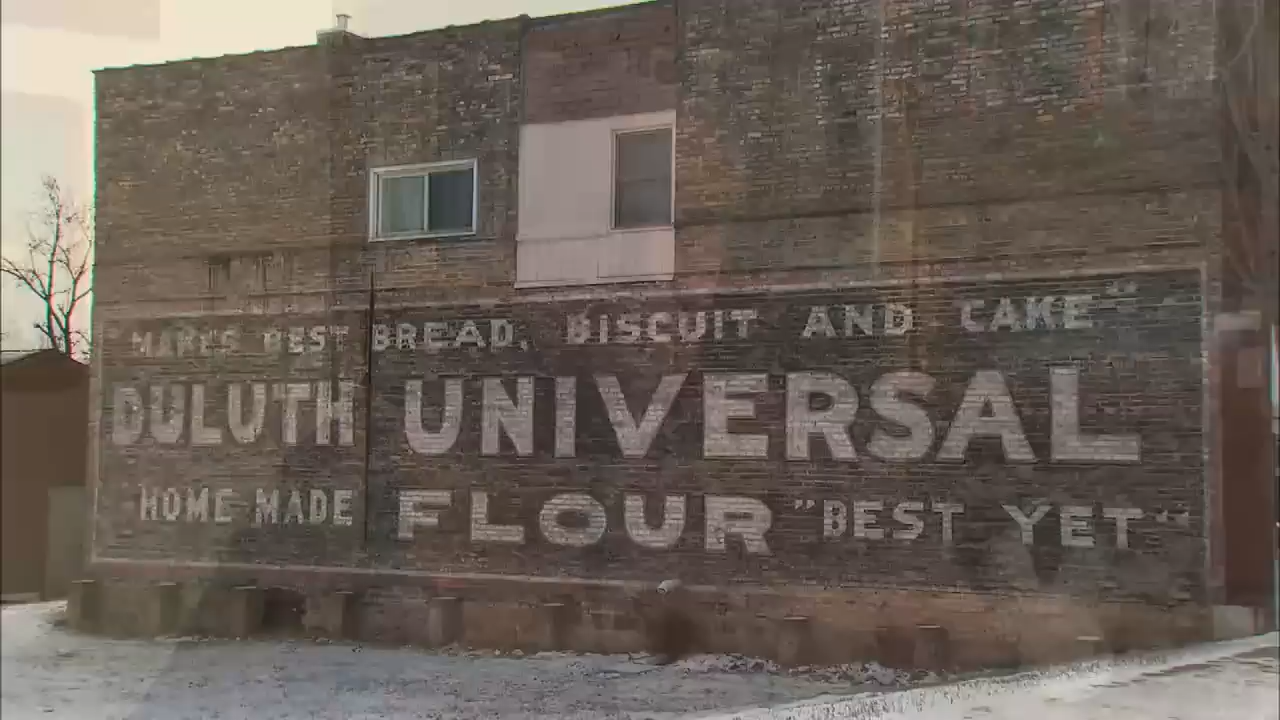 MAKES BEST BREAD, BISCUIT AND CAKE"
DULUTH UNIVERSAL
HOME MADE FLOUR "BEST YET"